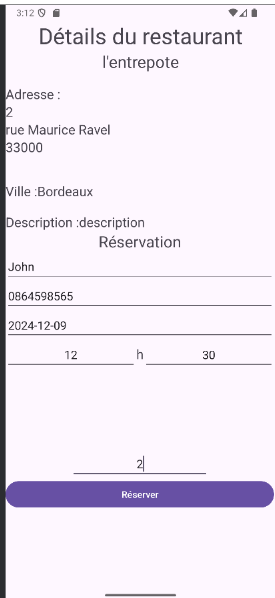 3:12
Détails du restaurant
l'entrepote
Adresse :
2
rue Maurice Ravel
33000
Ville :Bordeaux
Description :description
Réservation
John
0864598565
2024-12-09
12 h 30
2
Réserver